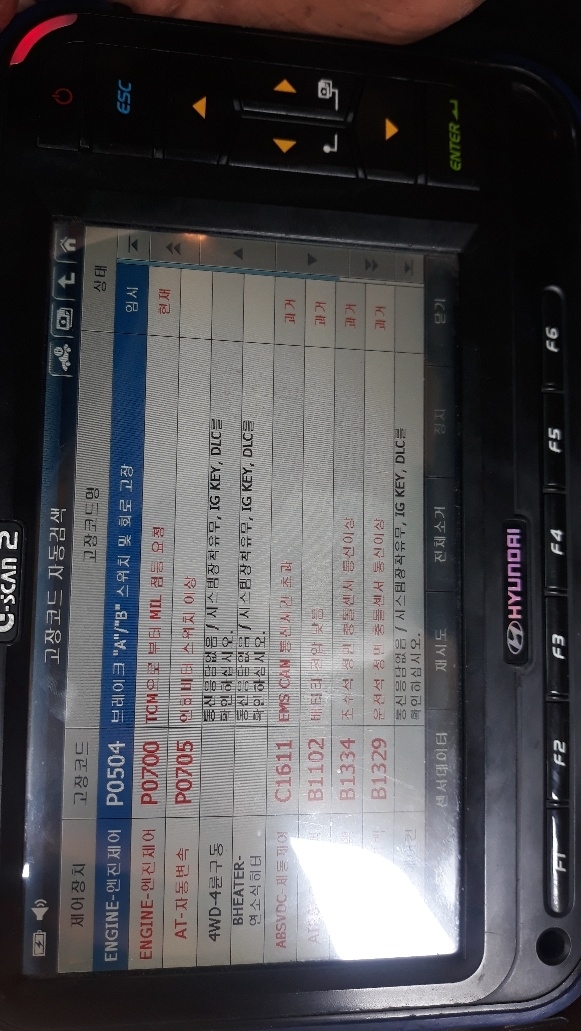 G-SCAN 2
고장코드 자동검색
제어장치 고장코드 고장코드명 상태
ENGINE-엔진제어 P0504 브레이크 "A"/"B" 스위치 및 회로 고장 임시
ENGINE-엔진제어 P0700 TCM으로 부터 MIL 점등 요청 현재
AT-자동변속 P0705 인히비터 스위치 이상
4WD-4륜구동 통신응답없음 / 시스템장착유무, IG KEY, DLC를
확인하십시오.
BHEATER-
연소식히터 통신응답없음 / 시스템장착유무, IG KEY, DLC를
확인하십시오.
ABSVDC-제동제어 C1611 EMS CAN 통신시간 초과 과거
B1102 배터리 전압 낮음 과거
B1334 조수석 정면 충돌센서 통신이상 과거
B1329 운전석 정면 충돌센서 통신이상 과거
통신응답없음 / 시스템장착유무, IG KEY, DLC를
확인하십시오.
센서데이터 재시도 전체소거 정지 닫기
HYUNDAI
F1 F2 F3 F4 F5 F6
ESC
ENTER